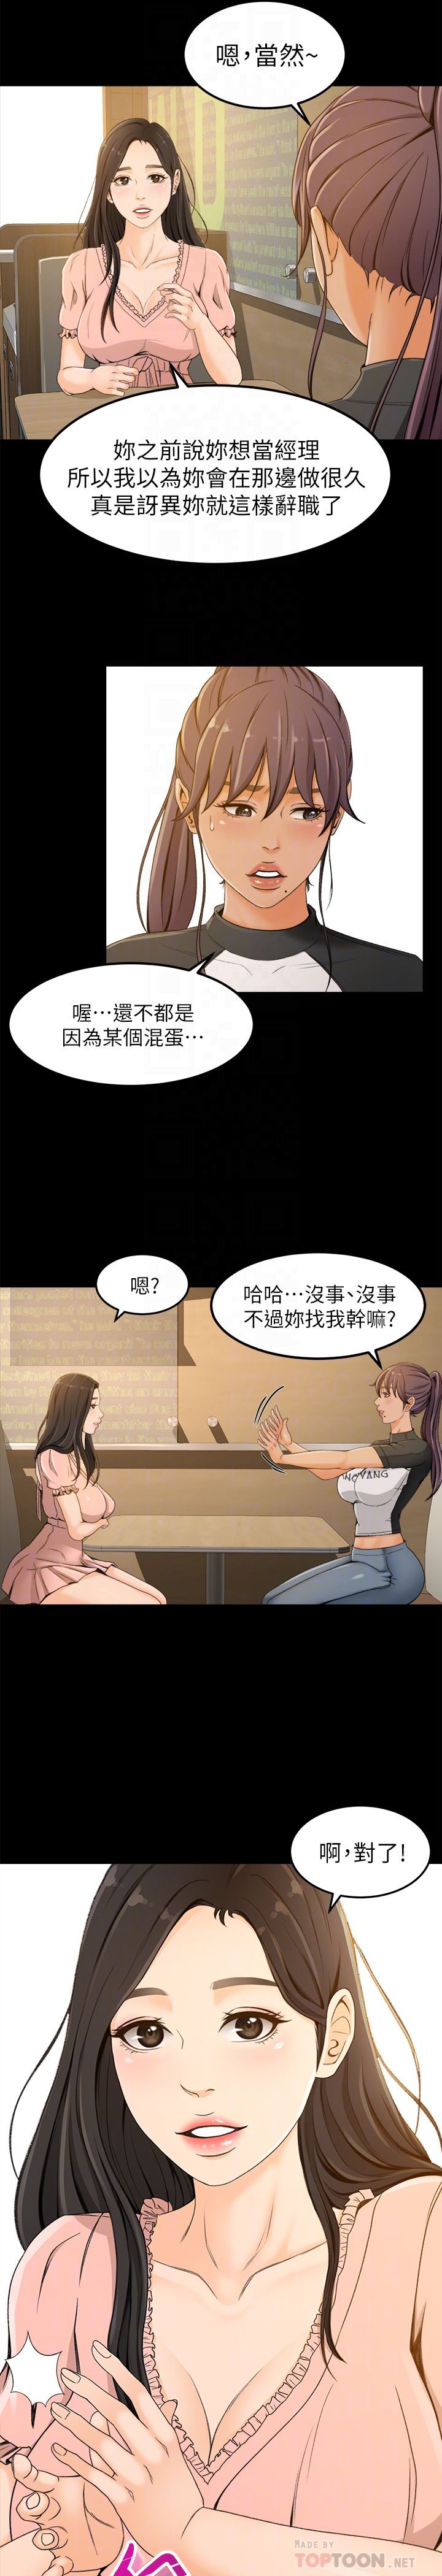 嗯，當然~
妳之前說妳想當經理
所以我以為妳會在那邊做很久
真是訝異妳就這樣辭職了
喔⋯還不都是
因為某個混蛋⋯
嗯?
哈哈⋯沒事、沒事
不過妳找我幹嘛?
啊，對了!
MADE BY
TOPTOON.NET